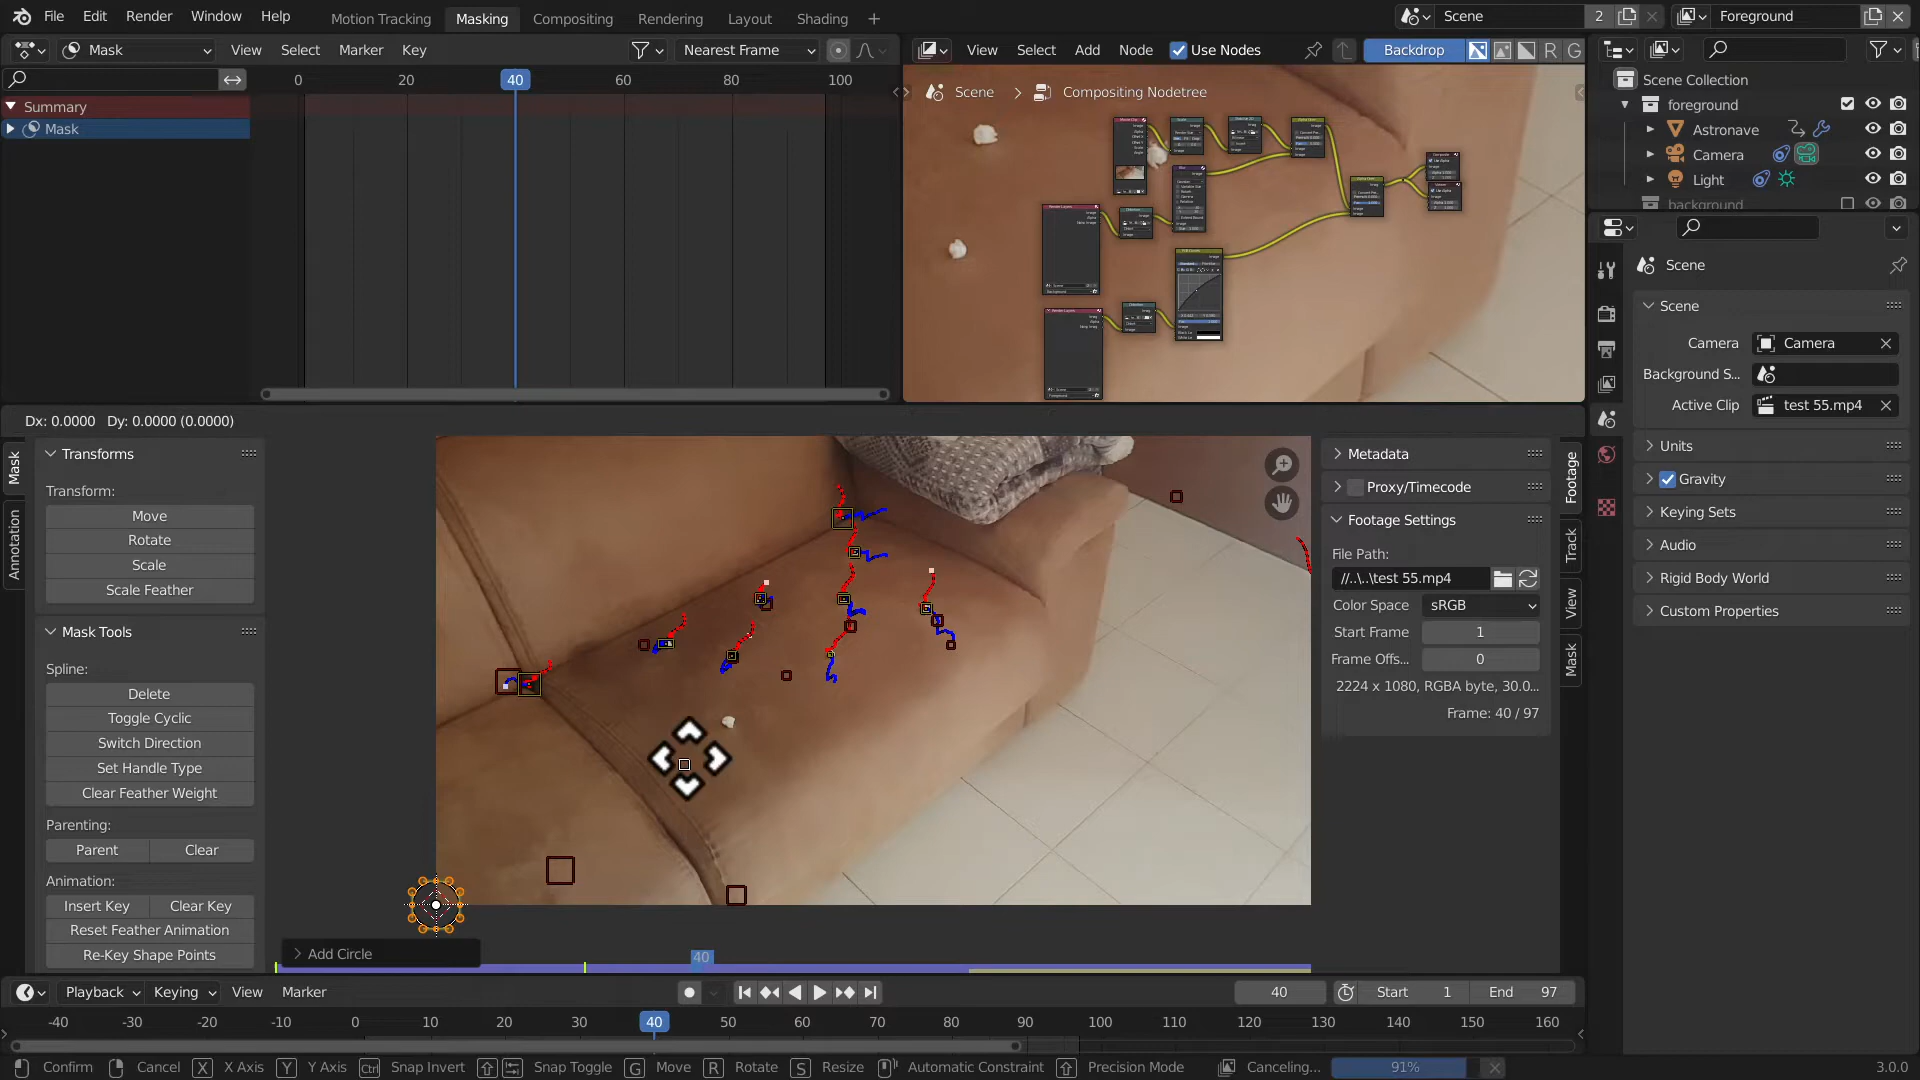 File Edit Render Window Help Motion Tracking Masking Compositing Rendering Layout Shading + Scene 2 Foreground
Mask View Select Marker Key Nearest Frame View Select Add Node Use Nodes Backdrop R G
0 20 40 60 80 100
Scene > Compositing Nodetree
Scene Collection
Summary
foreground
Mask
Astronave
Camera
Light
background
Scene
Scene
Camera Camera
Background S...
Active Clip test 55.mp4
Units
Gravity
Keying Sets
Audio
Rigid Body World
Custom Properties
Dx: 0.0000 Dy: 0.0000 (0.0000)
Mask
Annotation
Transforms
Transform:
Move
Rotate
Scale
Scale Feather
Mask Tools
Spline:
Delete
Toggle Cyclic
Switch Direction
Set Handle Type
Clear Feather Weight
Parenting:
Parent Clear
Animation:
Insert Key Clear Key
Reset Feather Animation
Re-Key Shape Points
Add Circle
40
Metadata
Proxy/Timecode
Footage Settings
File Path:
//..\..\test 55.mp4
Color Space sRGB
Start Frame 1
Frame Offs... 0
2224 x 1080, RGBA byte, 30.0...
Frame: 40 / 97
Footage
Track
View
Mask
Playback Keying View Marker 40 Start 1 End 97
-40 -30 -20 -10 0 10 20 30 40 50 60 70 80 90 100 110 120 130 140 150 160
Confirm Cancel X X Axis Y Y Axis Ctrl Snap Invert Snap Toggle G Move R Rotate S Resize Automatic Constraint Precision Mode Canceling... 91% 3.0.0